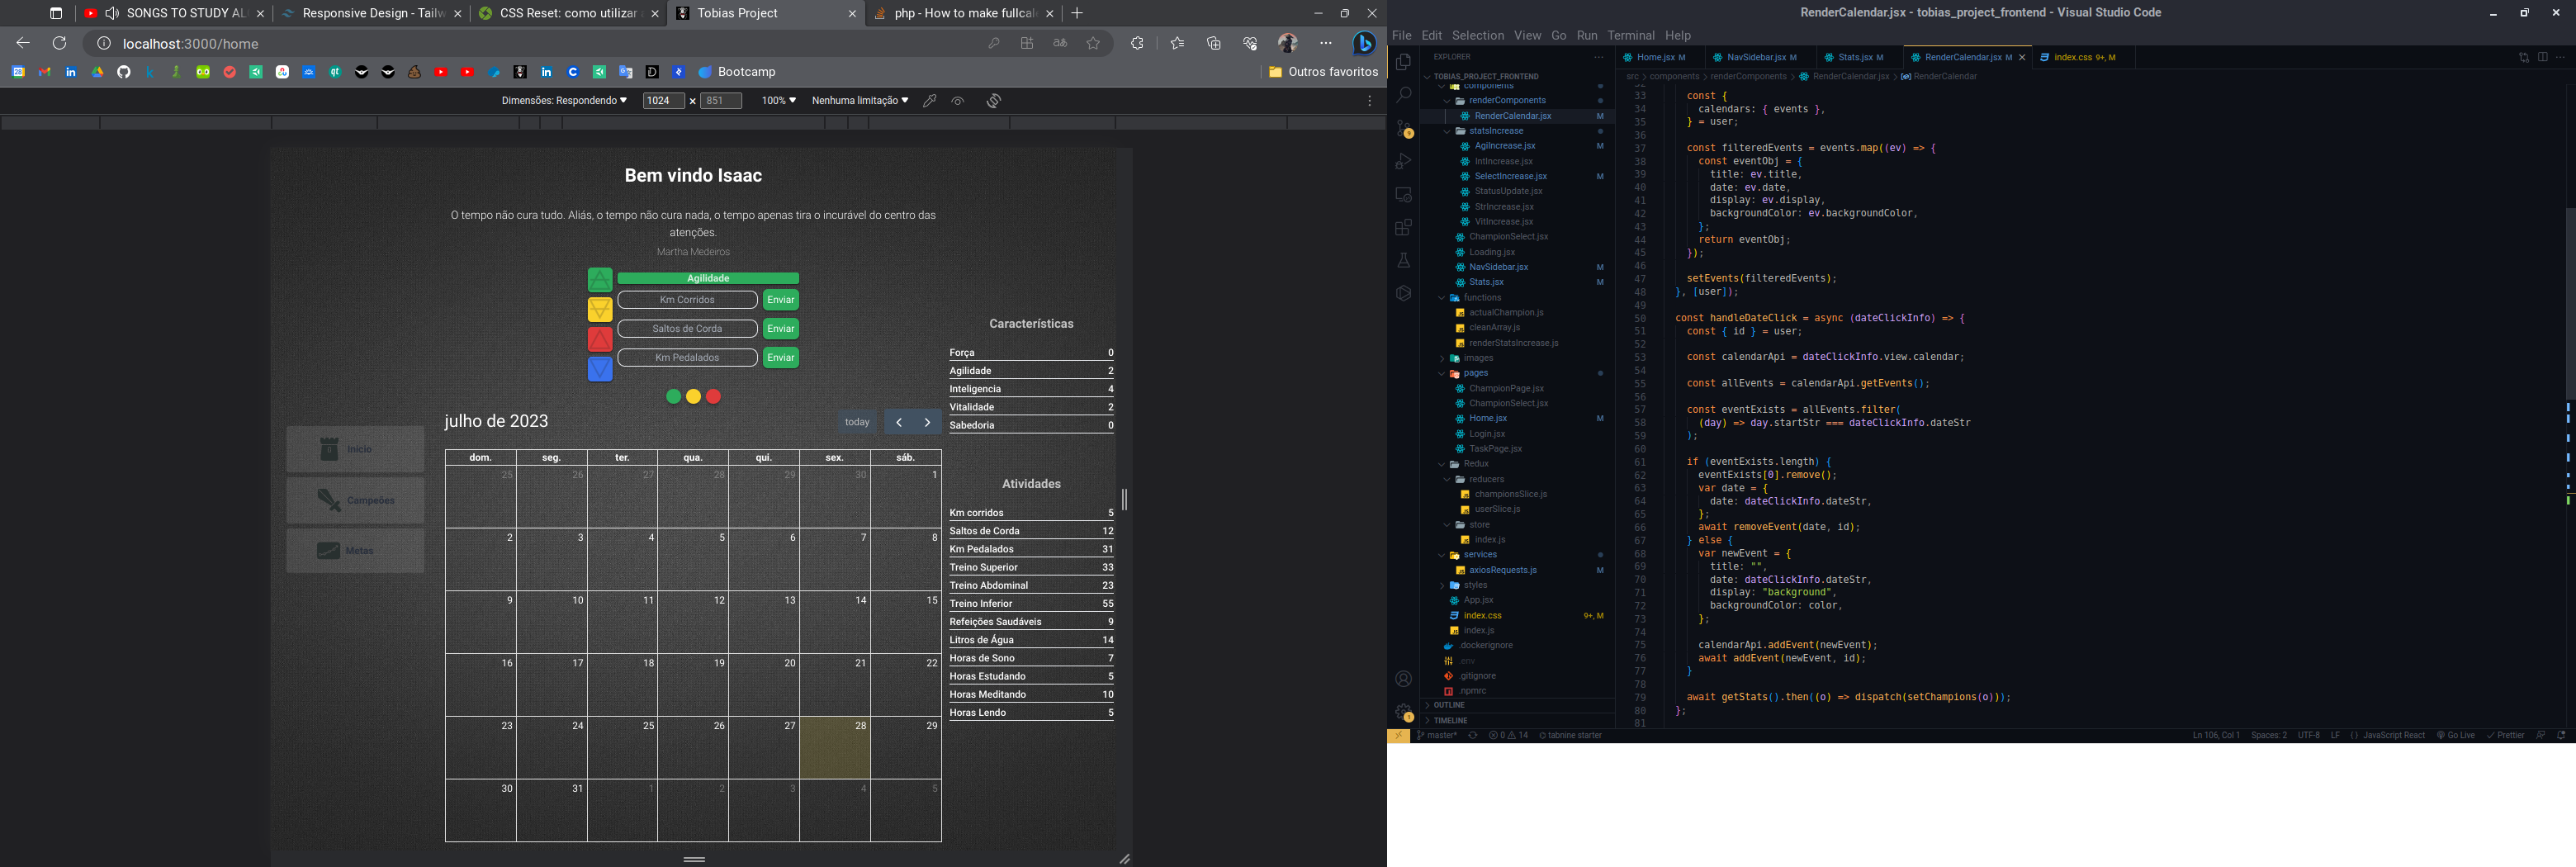 SONGS TO STUDY AL
Responsive Design - Tailw
CSS Reset: como utilizar
Tobias Project
php - How to make fullcale
localhost:3000/home
Bootcamp
Outros favoritos
Dimensões: Respondendo
1024 × 851
100%
Nenhuma limitação
Bem vindo Isaac
O tempo não cura tudo. Aliás, o tempo não cura nada, o tempo apenas tira o incurável do centro das
atenções.
Martha Medeiros
Agilidade
Km Corridos Enviar
Saltos de Corda Enviar
Km Pedalados Enviar
Início
Campeões
Metas
julho de 2023
today
dom. seg. ter. qua. qui. sex. sáb.
25 26 27 28 29 30 1
2 3 4 5 6 7 8
9 10 11 12 13 14 15
16 17 18 19 20 21 22
23 24 25 26 27 28 29
30 31 1 2 3 4 5
Características
Força 0
Agilidade 2
Inteligencia 4
Vitalidade 2
Sabedoria 0
Atividades
Km corridos 5
Saltos de Corda 12
Km Pedalados 31
Treino Superior 33
Treino Abdominal 23
Treino Inferior 55
Refeições Saudáveis 9
Litros de Água 14
Horas de Sono 7
Horas Estudando 5
Horas Meditando 10
Horas Lendo 5
RenderCalendar.jsx - tobias_project_frontend - Visual Studio Code
File Edit Selection View Go Run Terminal Help
EXPLORER
TOBIAS_PROJECT_FRONTEND
components
renderComponents
RenderCalendar.jsx M
statsIncrease
AgiIncrease.jsx M
IntIncrease.jsx
SelectIncrease.jsx M
StatusUpdate.jsx
StrIncrease.jsx
VitIncrease.jsx
ChampionSelect.jsx
Loading.jsx
NavSidebar.jsx M
Stats.jsx M
functions
actualChampion.js
cleanArray.js
renderStatsIncrease.js
images
pages
ChampionPage.jsx
ChampionSelect.jsx
Home.jsx M
Login.jsx
TaskPage.jsx
Redux
reducers
championsSlice.js
userSlice.js
store
index.js
services
axiosRequests.js M
styles
App.jsx
index.css 9+, M
index.js
.dockerignore
.env
.gitignore
.npmrc
OUTLINE
TIMELINE
Home.jsx M
NavSidebar.jsx M
Stats.jsx M
RenderCalendar.jsx M
index.css 9+, M
src > components > renderComponents > RenderCalendar.jsx > RenderCalendar
32
33 const {
34 calendars: { events },
35 } = user;
36
37 const filteredEvents = events.map((ev) => {
38 const eventObj = {
39 title: ev.title,
40 date: ev.date,
41 display: ev.display,
42 backgroundColor: ev.backgroundColor,
43 };
44 return eventObj;
45 });
46
47 setEvents(filteredEvents);
48 }, [user]);
49
50 const handleDateClick = async (dateClickInfo) => {
51 const { id } = user;
52
53 const calendarApi = dateClickInfo.view.calendar;
54
55 const allEvents = calendarApi.getEvents();
56
57 const eventExists = allEvents.filter(
58 (day) => day.startStr === dateClickInfo.dateStr
59 );
60
61 if (eventExists.length) {
62 eventExists[0].remove();
63 var date = {
64 date: dateClickInfo.dateStr,
65 };
66 await removeEvent(date, id);
67 } else {
68 var newEvent = {
69 title: "",
70 date: dateClickInfo.dateStr,
71 display: "background",
72 backgroundColor: color,
73 };
74
75 calendarApi.addEvent(newEvent);
76 await addEvent(newEvent, id);
77 }
78
79 await getStats().then((o) => dispatch(setChampions(o)));
80 };
81
master* 0 14 tabnine starter
Ln 106, Col 1 Spaces: 2 UTF-8 LF {} JavaScript React Go Live Prettier